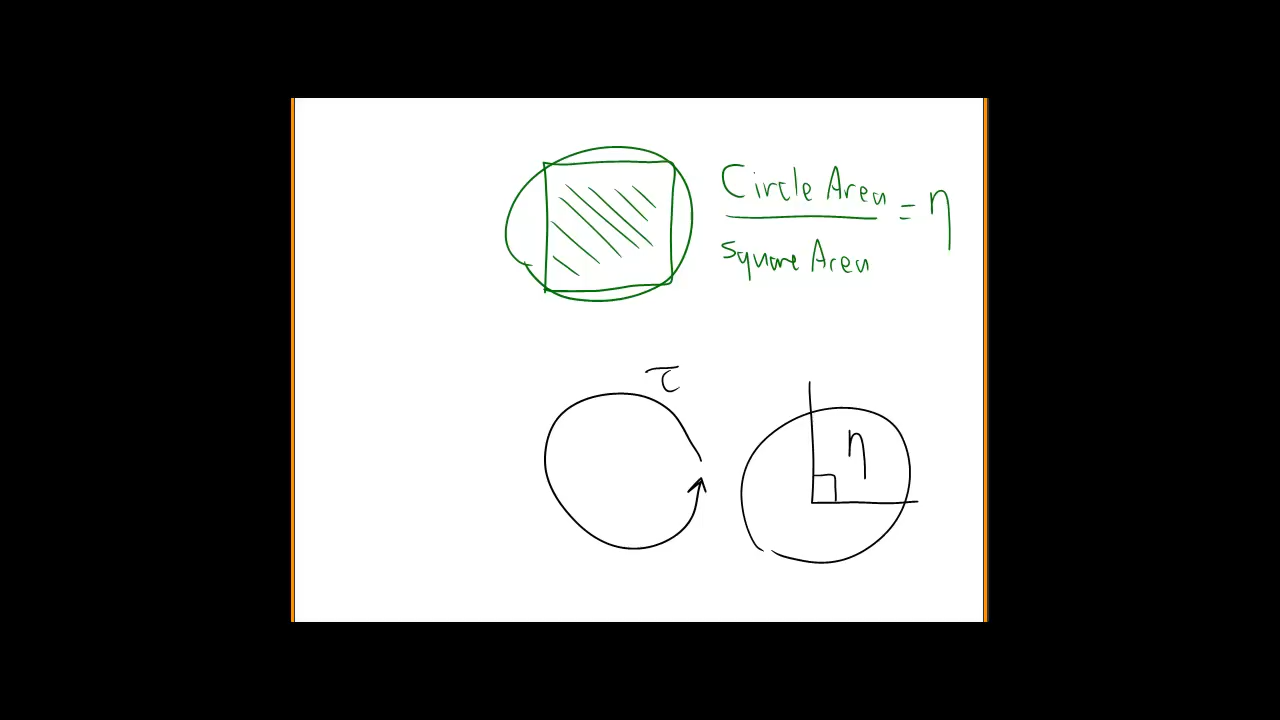 Circle Area = η
Square Area
τ
η